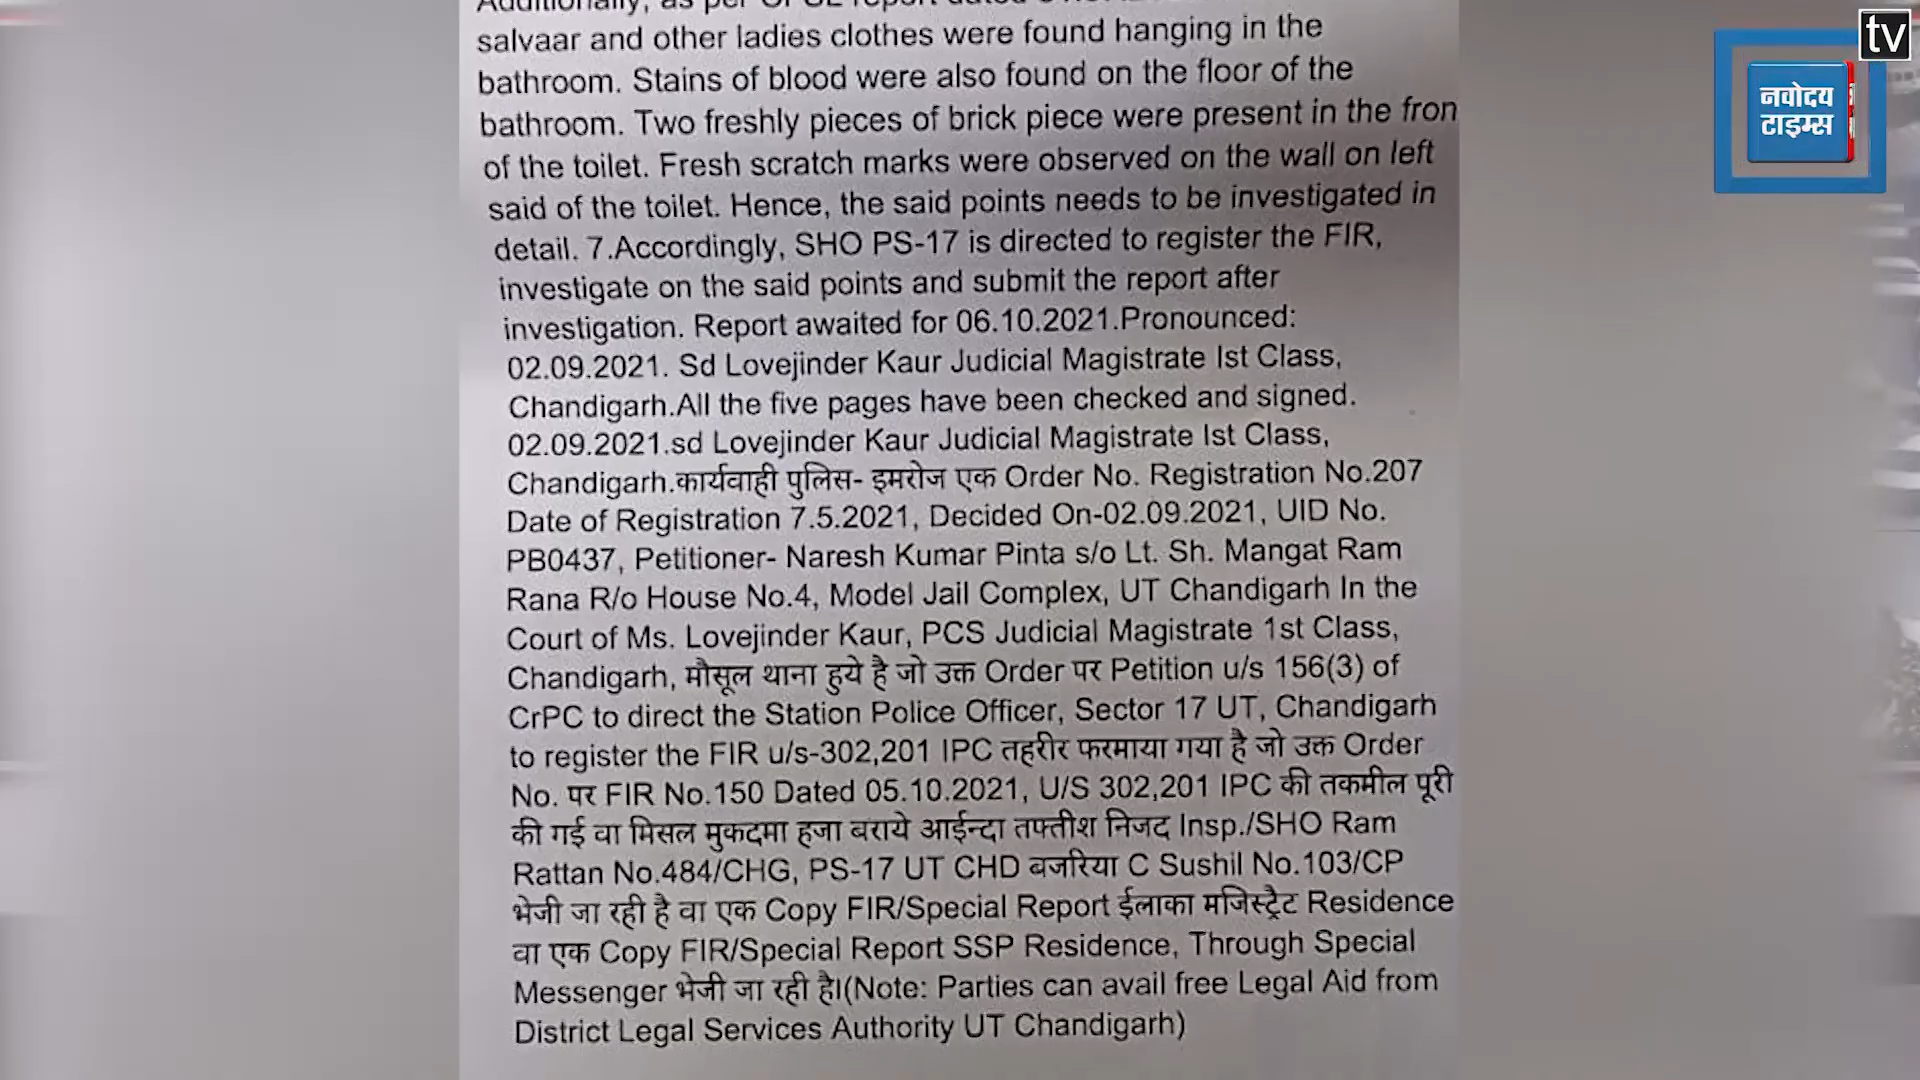 salvaar and other ladies clothes were found hanging in the
bathroom. Stains of blood were also found on the floor of the
bathroom. Two freshly pieces of brick piece were present in the fron
of the toilet. Fresh scratch marks were observed on the wall on left
said of the toilet. Hence, the said points needs to be investigated in
detail. 7.Accordingly, SHO PS-17 is directed to register the FIR,
investigate on the said points and submit the report after
investigation. Report awaited for 06.10.2021.Pronounced:
02.09.2021. Sd Lovejinder Kaur Judicial Magistrate Ist Class,
Chandigarh.All the five pages have been checked and signed.
02.09.2021.sd Lovejinder Kaur Judicial Magistrate Ist Class,
Chandigarh.कार्यवाही पुलिस- इमरोज एक Order No. Registration No.207
Date of Registration 7.5.2021, Decided On-02.09.2021, UID No.
PB0437, Petitioner- Naresh Kumar Pinta s/o Lt. Sh. Mangat Ram
Rana R/o House No.4, Model Jail Complex, UT Chandigarh In the
Court of Ms. Lovejinder Kaur, PCS Judicial Magistrate 1st Class,
Chandigarh, मौसूल थाना हुये है जो उक्त Order पर Petition u/s 156(3) of
CrPC to direct the Station Police Officer, Sector 17 UT, Chandigarh
to register the FIR u/s-302,201 IPC तहरीर फरमाया गया है जो उक्त Order
No. पर FIR No.150 Dated 05.10.2021, U/S 302,201 IPC की तकमील पूरी
की गई वा मिसल मुकदमा हजा बराये आईन्दा तफ्तीश निजद Insp./SHO Ram
Rattan No.484/CHG, PS-17 UT CHD बजरिया C Sushil No.103/CP
भेजी जा रही है वा एक Copy FIR/Special Report ईलाका मजिस्ट्रैट Residence
वा एक Copy FIR/Special Report SSP Residence, Through Special
Messenger भेजी जा रही है।(Note: Parties can avail free Legal Aid from
District Legal Services Authority UT Chandigarh)
tv
नवोदय
टाइम्स